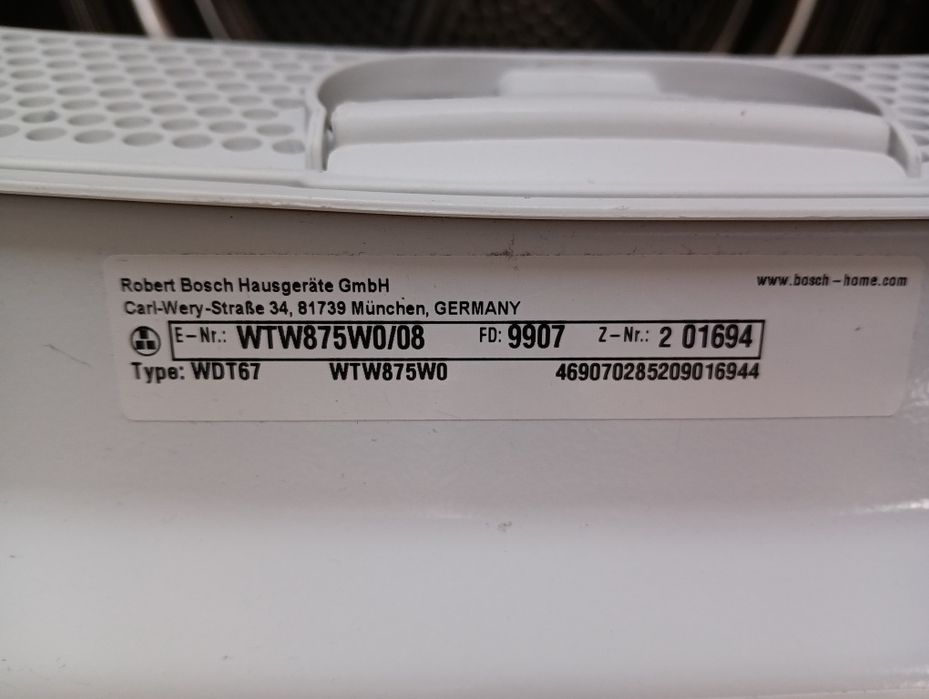 Robert Bosch Hausgeräte GmbH
www.bosch-home.com
Carl-Wery-Straße 34, 81739 München, GERMANY
E-Nr.: WTW875W0/08 FD: 9907 Z-Nr.: 2 01694
Type: WDT67 WTW875W0 469070285209016944